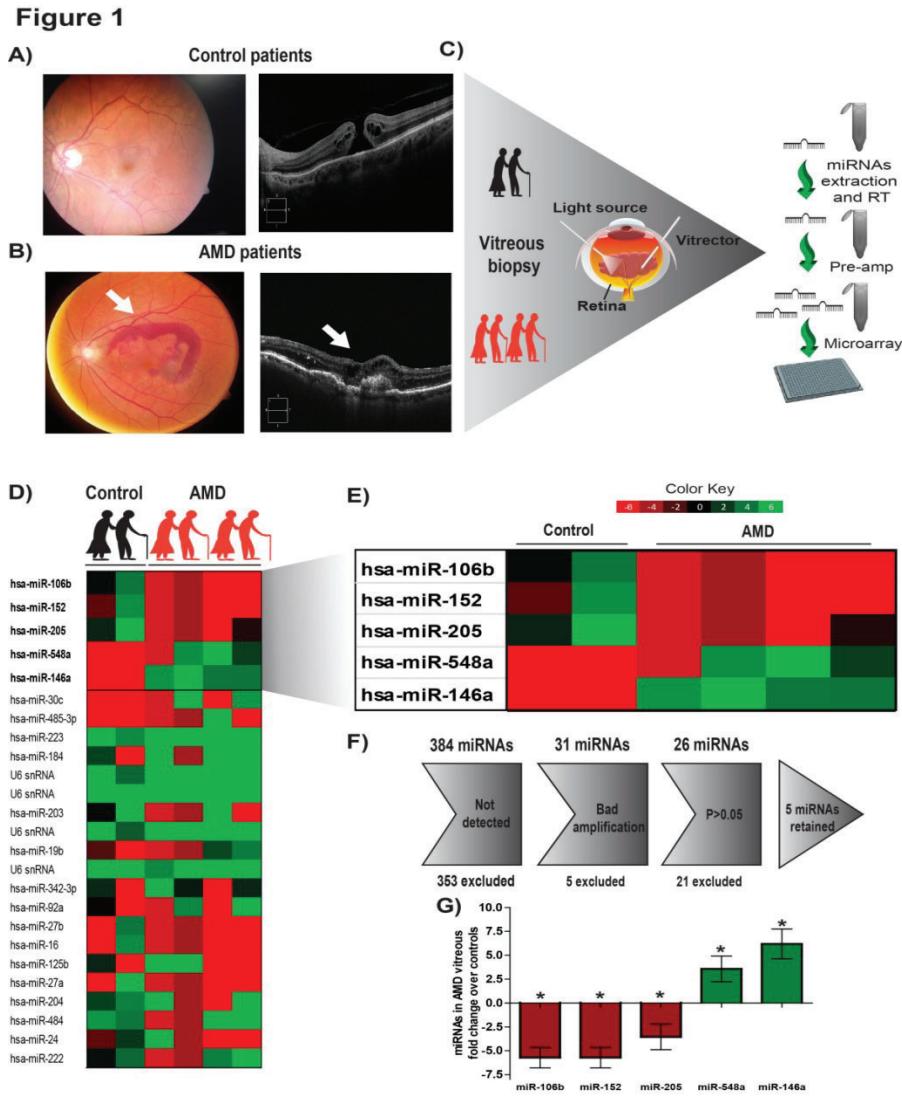 Figure 1
A)
Control patients
B)
AMD patients
C)
Vitreous
biopsy
Light source
Vitrector
Retina
miRNAs
extraction
and RT
Pre-amp
Microarray
D)
Control
AMD
hsa-miR-106b
hsa-miR-152
hsa-miR-205
hsa-miR-548a
hsa-miR-146a
hsa-miR-30c
hsa-miR-485-3p
hsa-miR-223
hsa-miR-184
U6 snRNA
U6 snRNA
hsa-miR-203
U6 snRNA
hsa-miR-19b
U6 snRNA
hsa-miR-342-3p
hsa-miR-92a
hsa-miR-27b
hsa-miR-16
hsa-miR-125b
hsa-miR-27a
hsa-miR-204
hsa-miR-484
hsa-miR-24
hsa-miR-222
E)
Color Key
-6 -4 -2 0 2 4 6
Control
AMD
hsa-miR-106b
hsa-miR-152
hsa-miR-205
hsa-miR-548a
hsa-miR-146a
F)
384 miRNAs 31 miRNAs 26 miRNAs
Not
detected
Bad
amplification
P>0.05
5 miRNAs
retained
353 excluded 5 excluded 21 excluded
G)
miRNAs in AMD vitreous
fold change over controls
10.0
7.5
5.0
2.5
0.0
-2.5
-5.0
-7.5
* * * * *
miR-106b miR-152 miR-205 miR-548a miR-146a